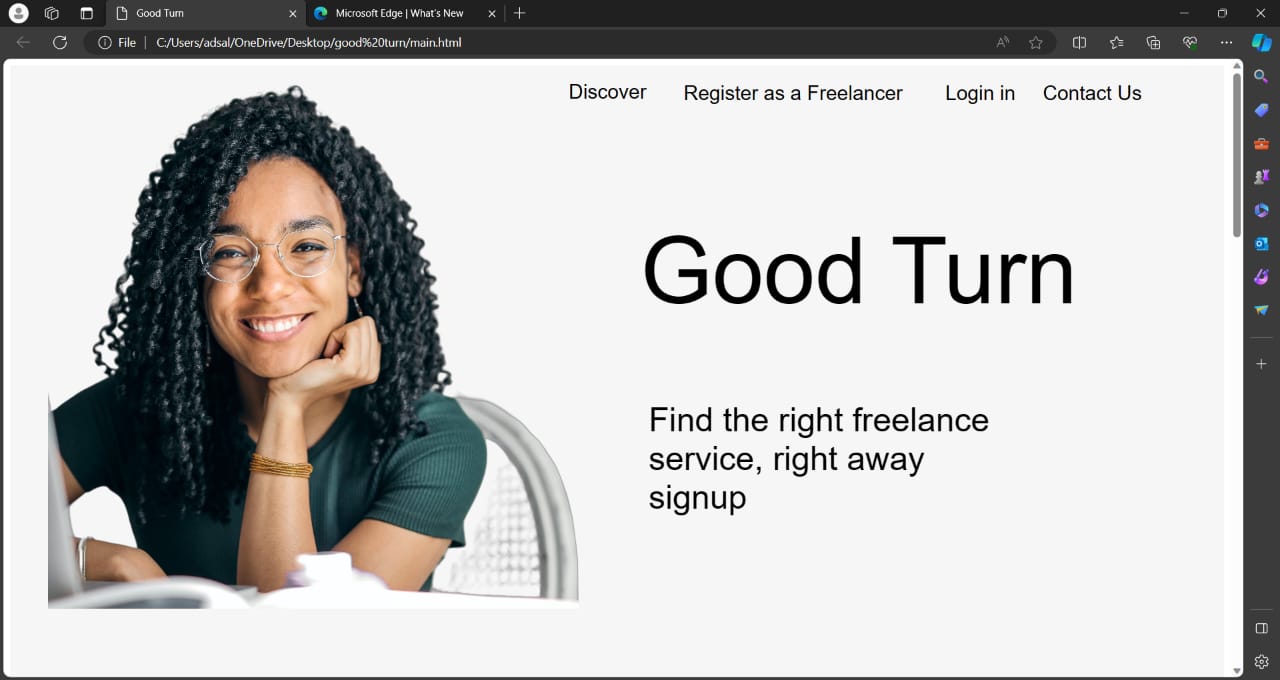 Good Turn
Microsoft Edge | What's New
File
C:/Users/adsal/OneDrive/Desktop/good%20turn/main.html
Discover
Register as a Freelancer
Login in
Contact Us
Good Turn
Find the right freelance
service, right away
signup